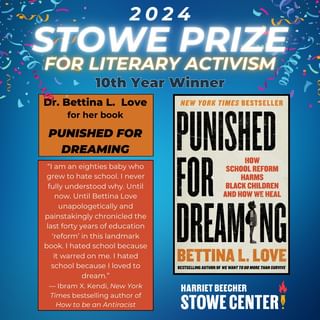 2024
STOWE PRIZE
FOR LITERARY ACTIVISM
10th Year Winner
Dr. Bettina L. Love
for her book
PUNISHED FOR
DREAMING
“I am an eighties baby who
grew to hate school. I never
fully understood why. Until
now. Until Bettina Love
unapologetically and
painstakingly chronicled the
last forty years of education
‘reform’ in this landmark
book. I hated school because
it warred on me. I hated
school because I loved to
dream.”
— Ibram X. Kendi, New York
Times bestselling author of
How to be an Antiracist
NEW YORK TIMES BESTSELLER
PUNISHED
FOR
HOW
SCHOOL REFORM
HARMS
BLACK CHILDREN
AND HOW WE HEAL
DREAMING
BETTINA L. LOVE
BESTSELLING AUTHOR OF WE WANT TO DO MORE THAN SURVIVE
HARRIET BEECHER
STOWE CENTER